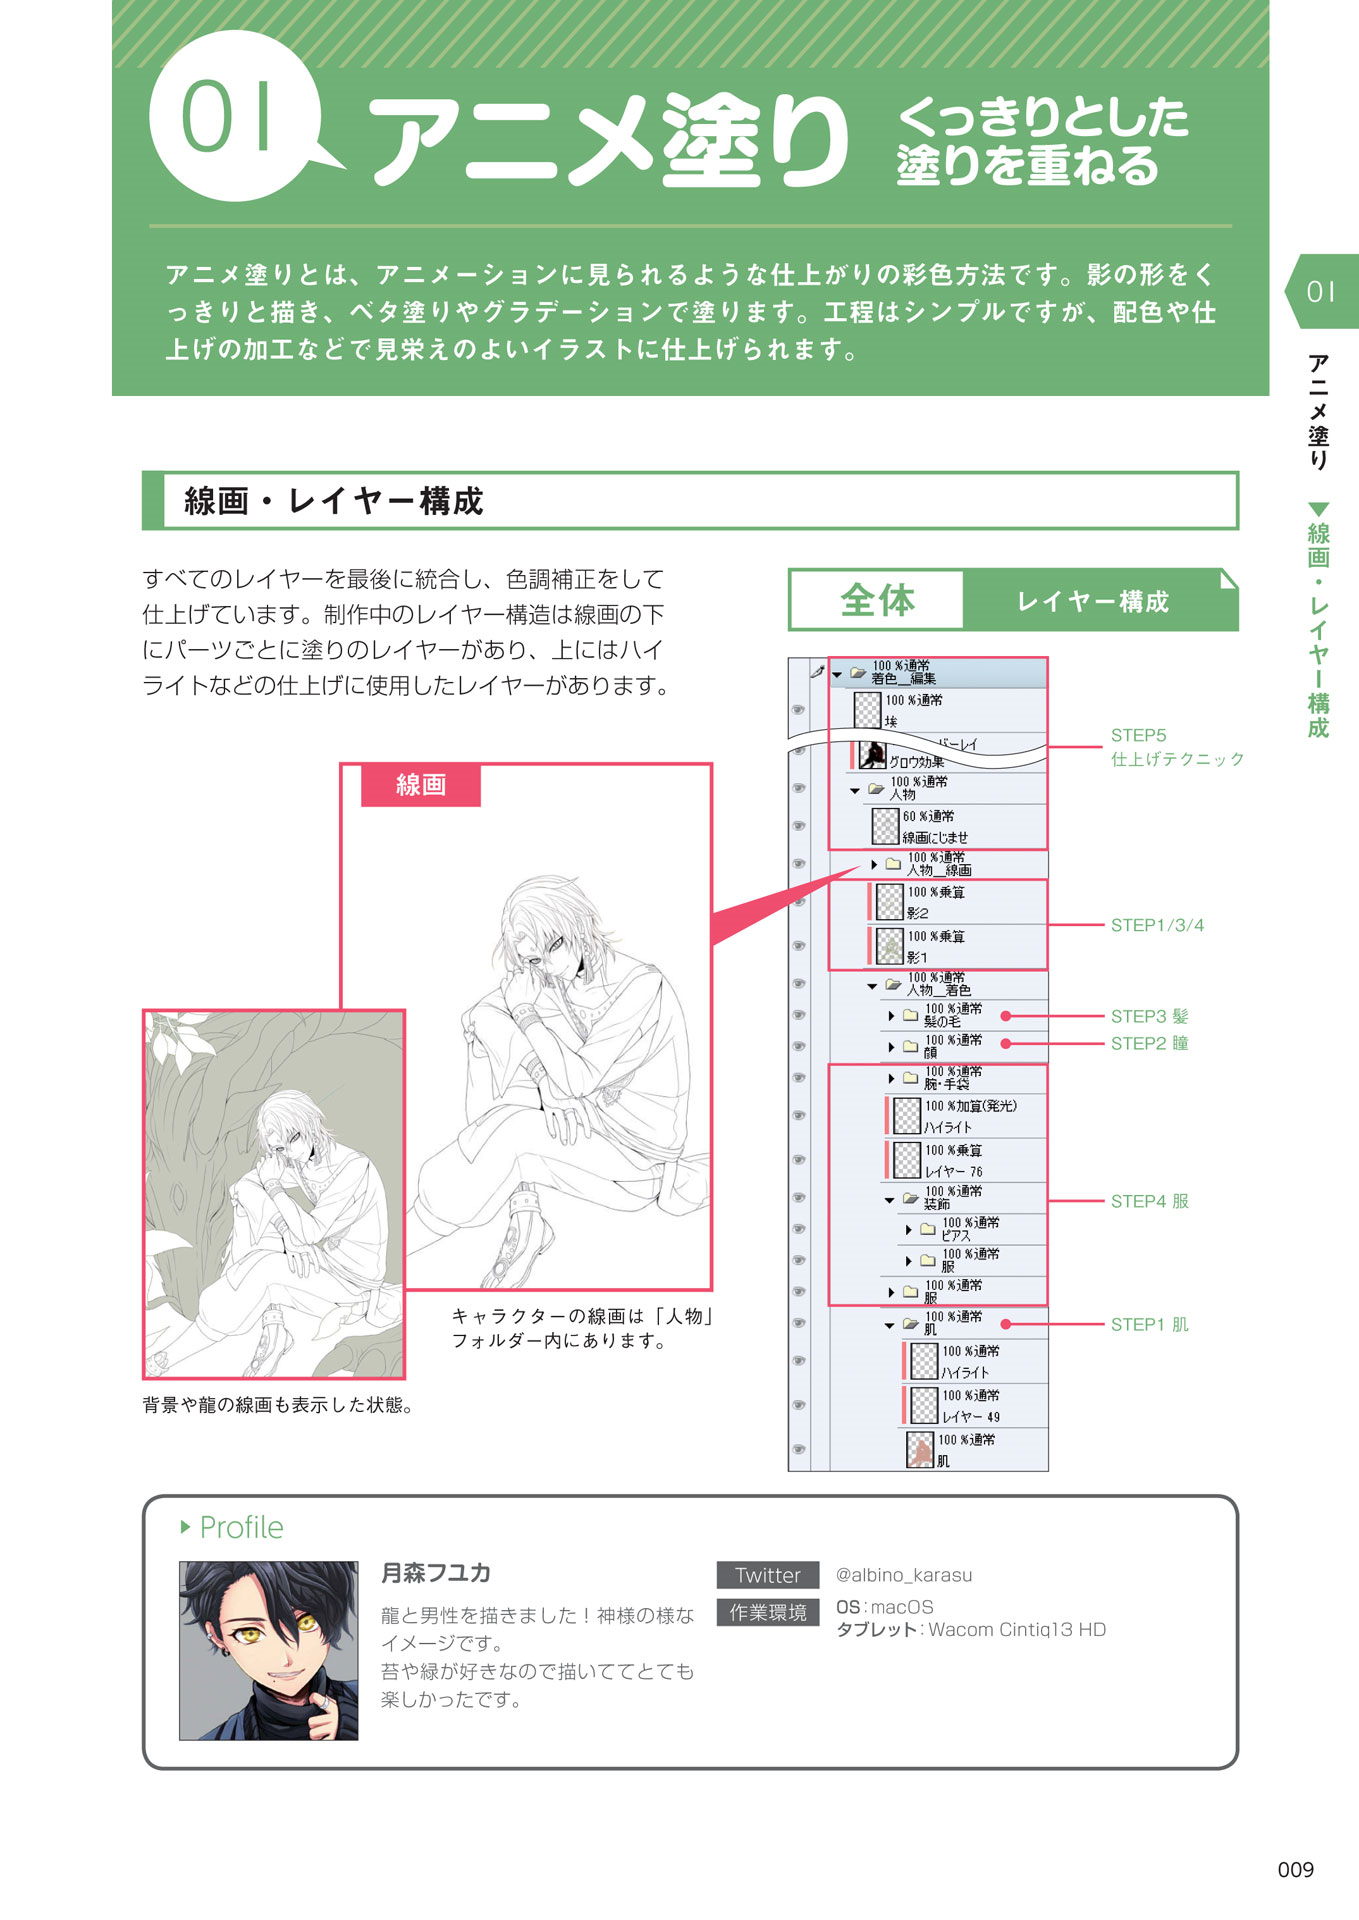 01
アニメ塗り
くっきりとした
塗りを重ねる
アニメ塗りとは、アニメーションに見られるような仕上がりの彩色方法です。影の形をく
っきりと描き、ベタ塗りやグラデーションで塗ります。工程はシンプルですが、配色や仕
上げの加工などで見栄えのよいイラストに仕上げられます。
01
アニメ塗り
▼線画・レイヤー構成
線画・レイヤー構成
すべてのレイヤーを最後に統合し、色調補正をして
仕上げています。制作中のレイヤー構造は線画の下
にパーツごとに塗りのレイヤーがあり、上にはハイ
ライトなどの仕上げに使用したレイヤーがあります。
線画
キャラクターの線画は「人物」
フォルダー内にあります。
背景や龍の線画も表示した状態。
全体
レイヤー構成
100 %通常
着色__編集
100 %通常
埃
バーレイ
グロウ効果
100 %通常
人物
60 %通常
線画にじませ
100 %通常
人物__線画
100 %乗算
影2
100 %乗算
影1
100 %通常
人物__着色
100 %通常
髪の毛
100 %通常
顔
100 %通常
腕・手袋
100 %加算(発光)
ハイライト
100 %乗算
レイヤー 76
100 %通常
装飾
100 %通常
ピアス
100 %通常
服
100 %通常
服
100 %通常
肌
100 %通常
ハイライト
100 %通常
レイヤー 49
100 %通常
肌
STEP5
仕上げテクニック
STEP1/3/4
STEP3 髪
STEP2 瞳
STEP4 服
STEP1 肌
Profile
月森フユカ
龍と男性を描きました！神様の様な
イメージです。
苔や緑が好きなので描いててとても
楽しかったです。
Twitter
@albino_karasu
作業環境
OS：macOS
タブレット：Wacom Cintiq13 HD
009